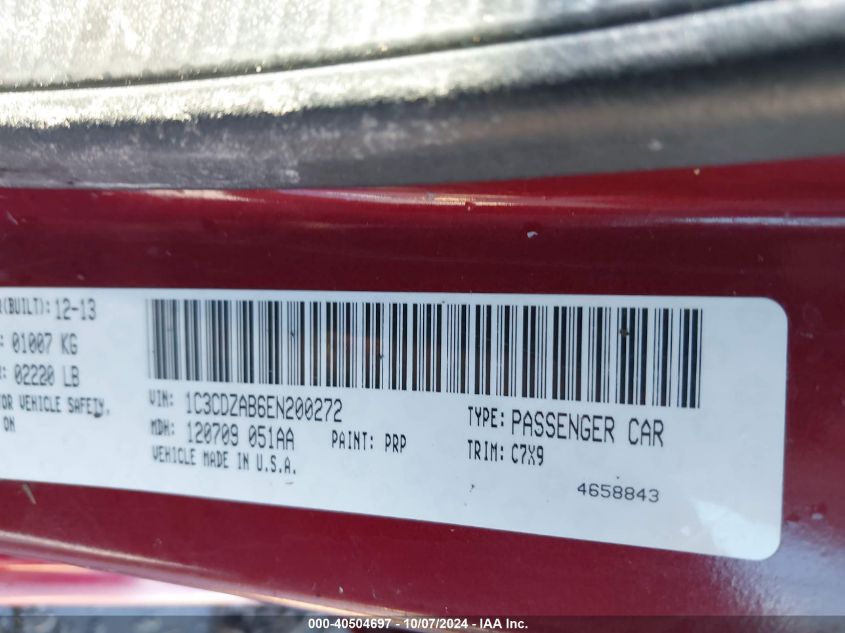 R(BUILT): 12-13
: 01007 KG
: 02220 LB
TOR VEHICLE SAFETY,
ON
VIN: 1C3CDZAB6EN200272
MDH: 120709 051AA PAINT: PRP
VEHICLE MADE IN U.S.A.
TYPE: PASSENGER CAR
TRIM: C7X9
4658843
000-40504697 - 10/07/2024 - IAA Inc.